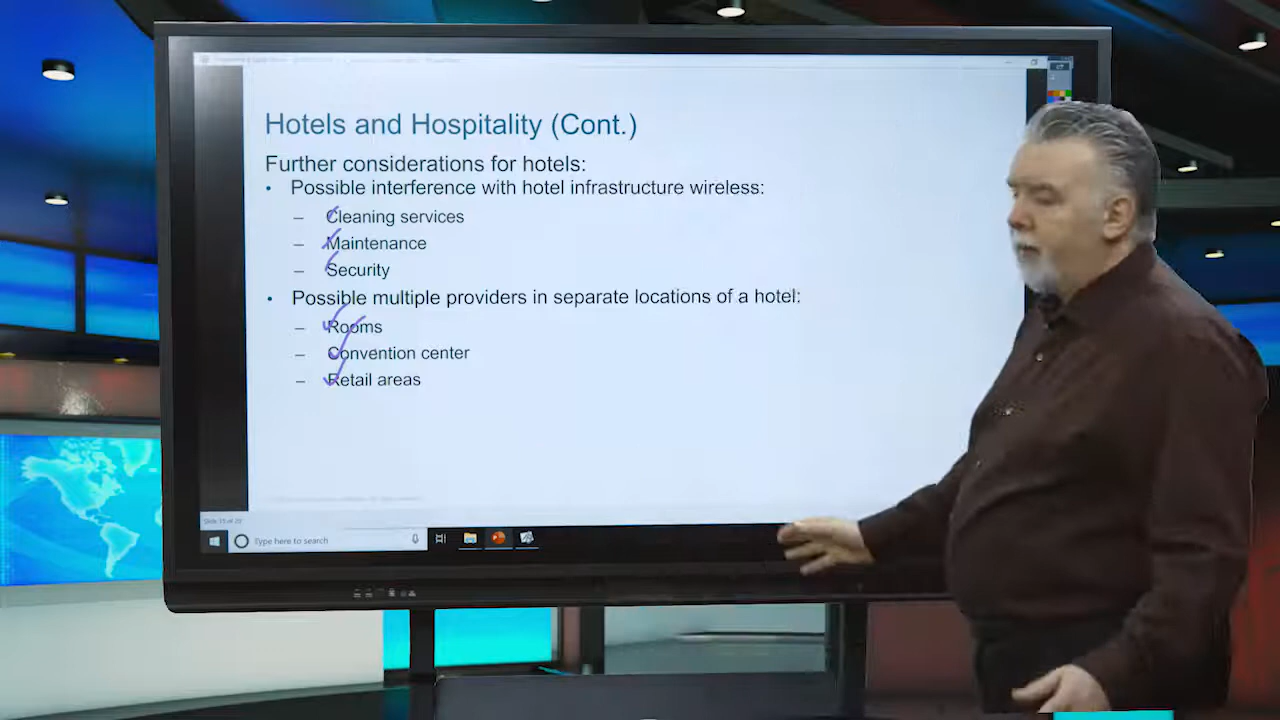 Hotels and Hospitality (Cont.)
Further considerations for hotels:
• Possible interference with hotel infrastructure wireless:
– Cleaning services
– Maintenance
– Security
• Possible multiple providers in separate locations of a hotel:
– Rooms
– Convention center
– Retail areas
Type here to search